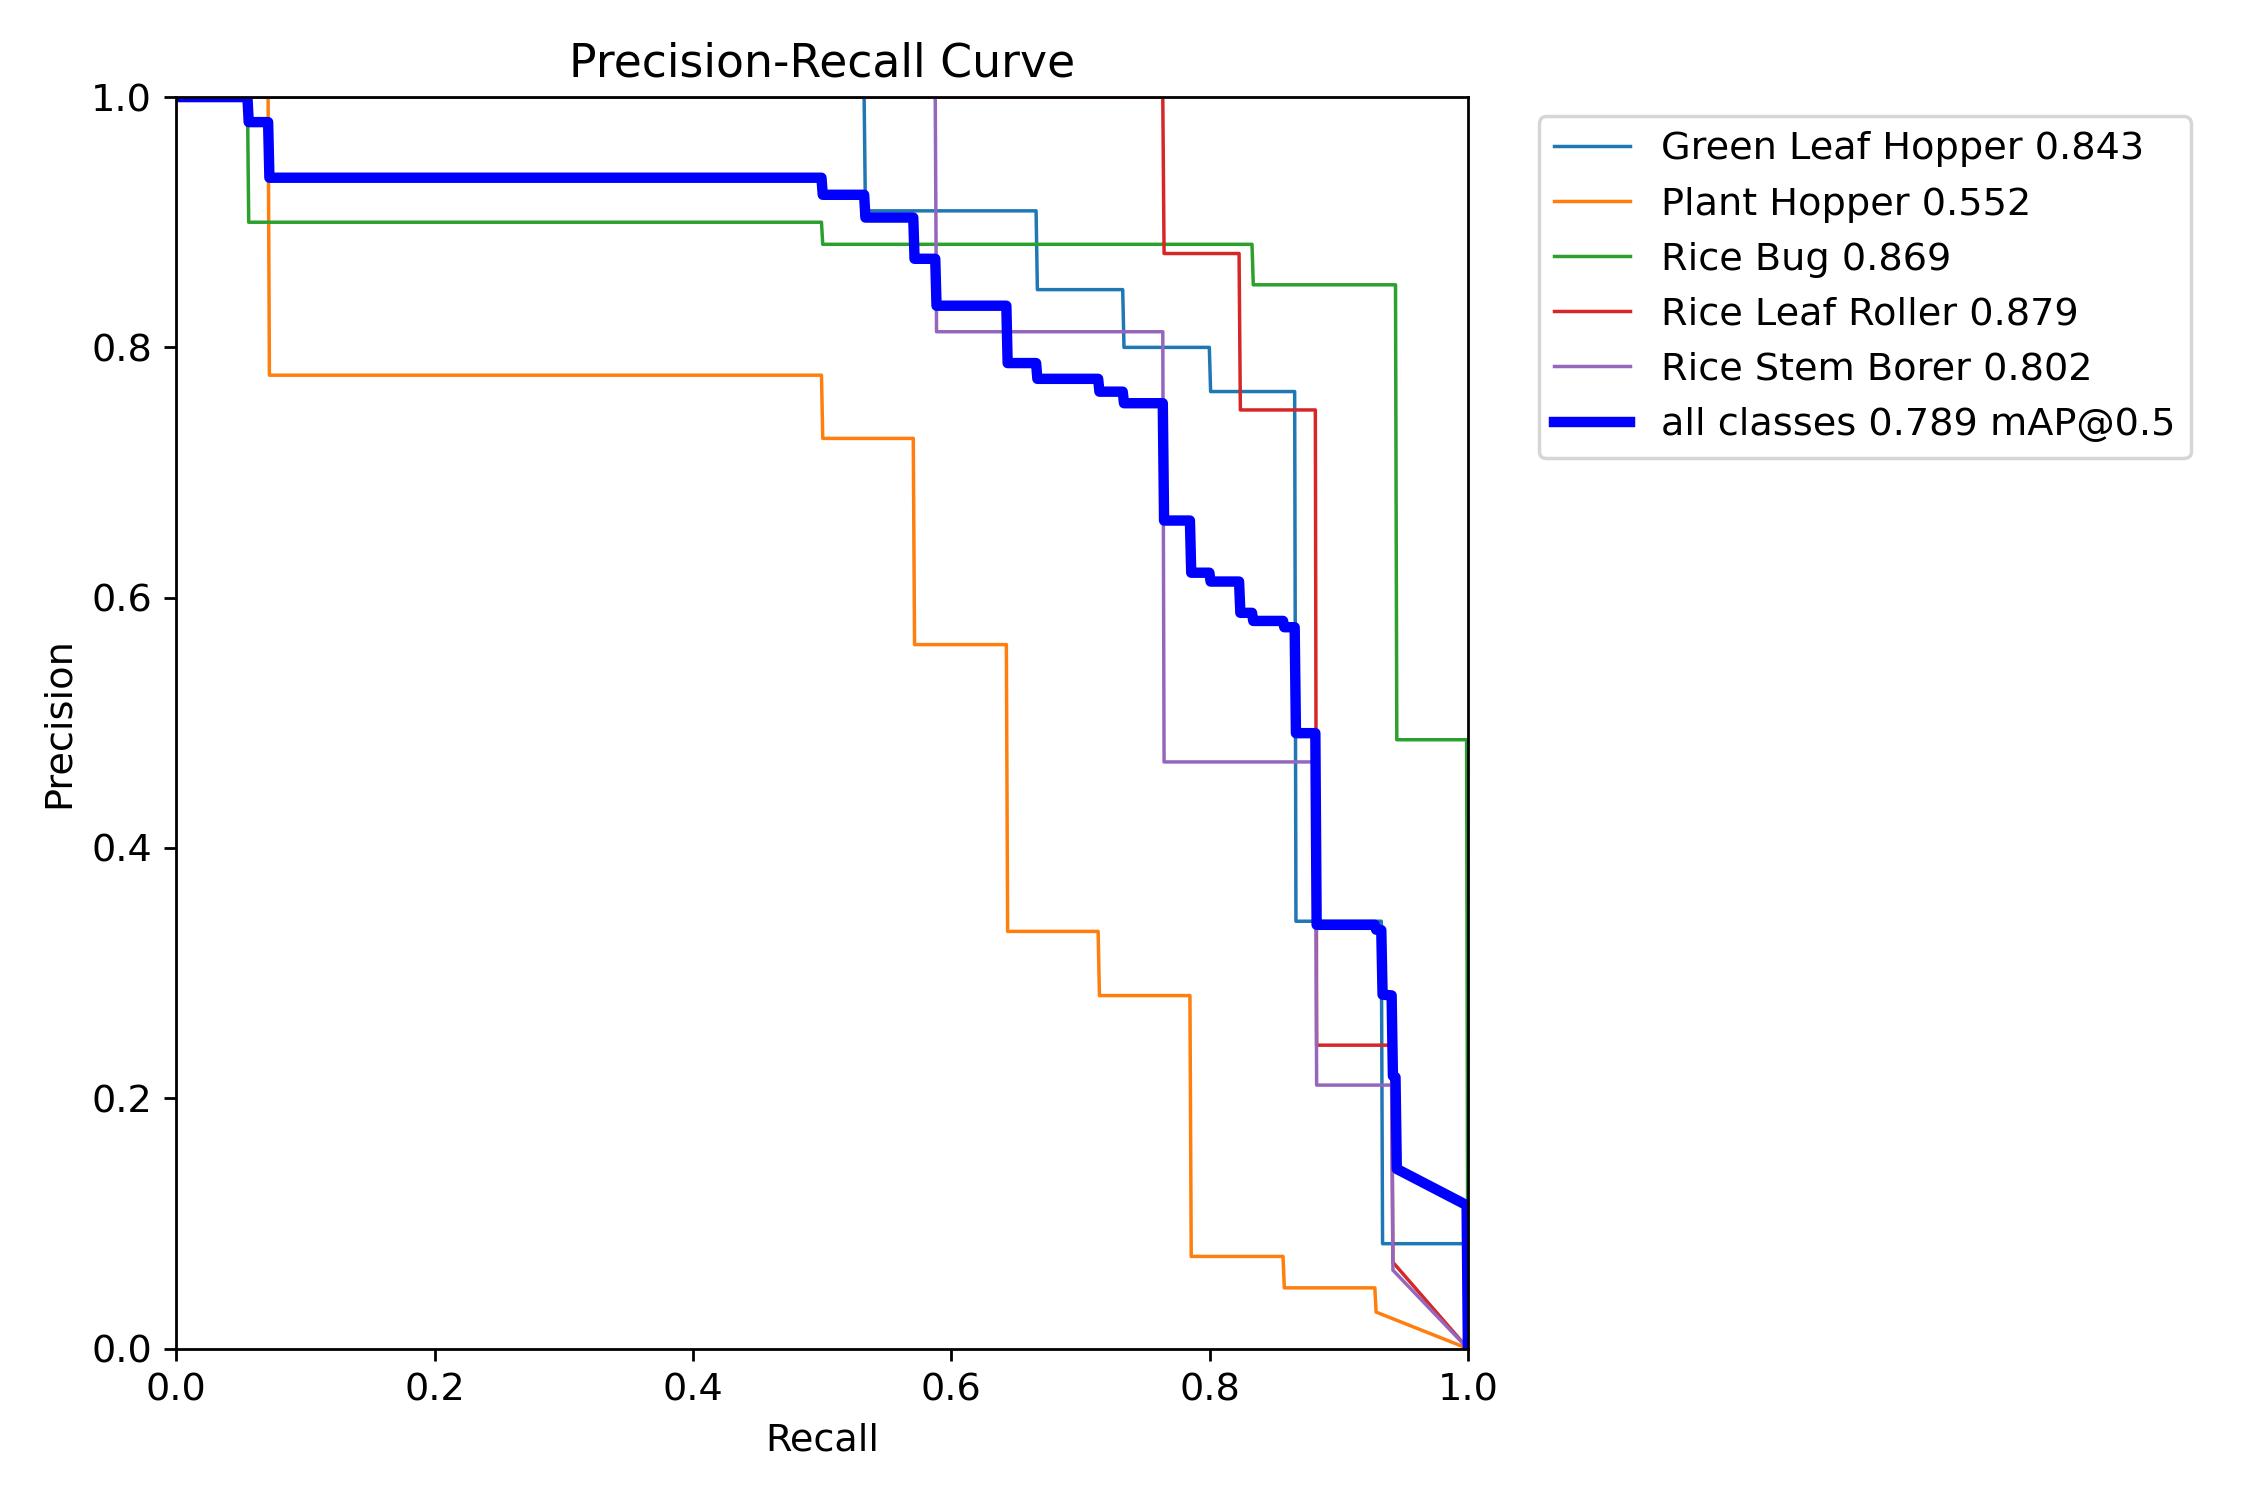 Precision-Recall Curve
1.0
0.8
0.6
0.4
0.2
0.0
Precision
0.0 0.2 0.4 0.6 0.8 1.0
Recall
Green Leaf Hopper 0.843
Plant Hopper 0.552
Rice Bug 0.869
Rice Leaf Roller 0.879
Rice Stem Borer 0.802
all classes 0.789 mAP@0.5